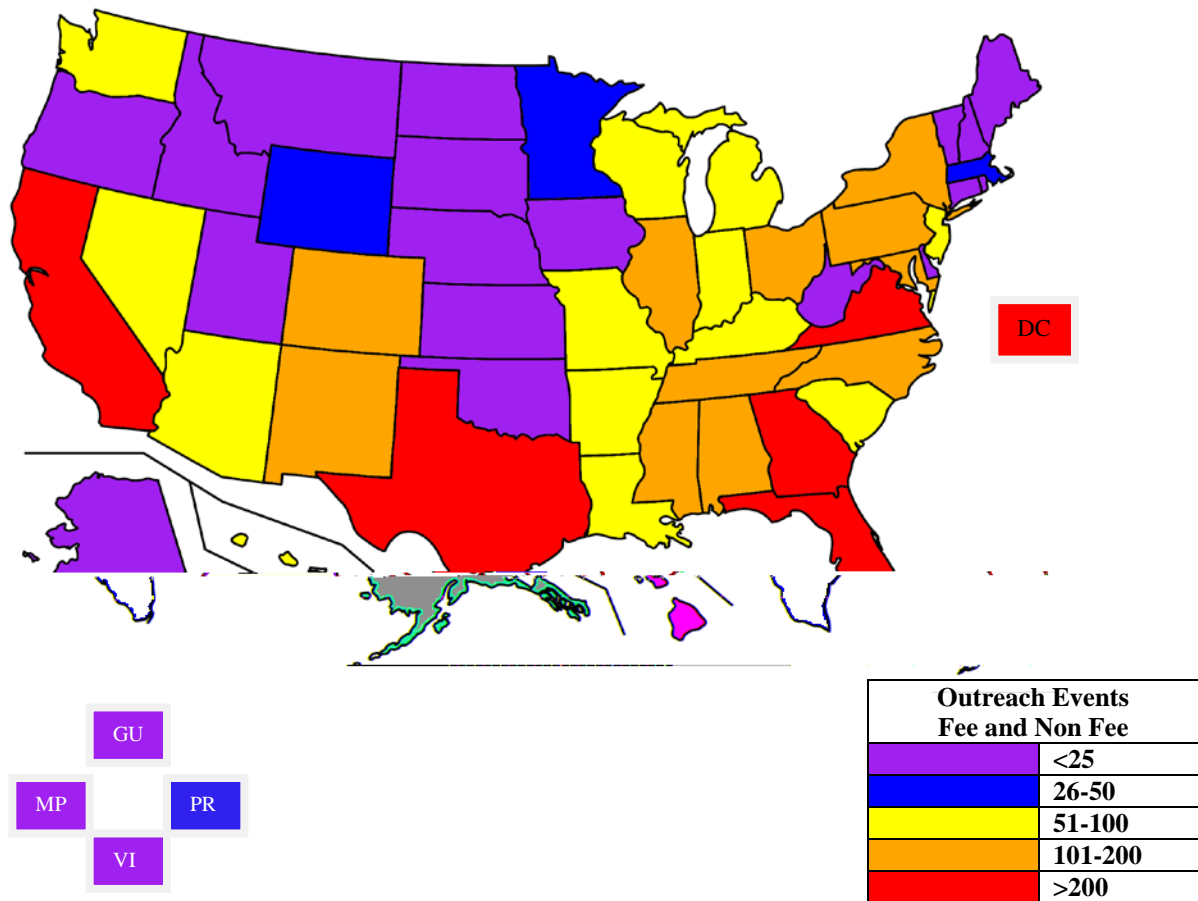 DC
GU
MP
PR
VI
Outreach Events
Fee and Non Fee
<25
26-50
51-100
101-200
>200